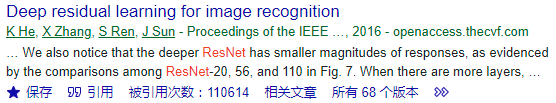 Deep residual learning for image recognition
K He, X Zhang, S Ren, J Sun - Proceedings of the IEEE …, 2016 - openaccess.thecvf.com
… We also notice that the deeper ResNet has smaller magnitudes of responses, as evidenced
by the comparisons among ResNet-20, 56, and 110 in Fig. 7. When there are more layers, …
保存 引用 被引用次数：110614 相关文章 所有 68 个版本